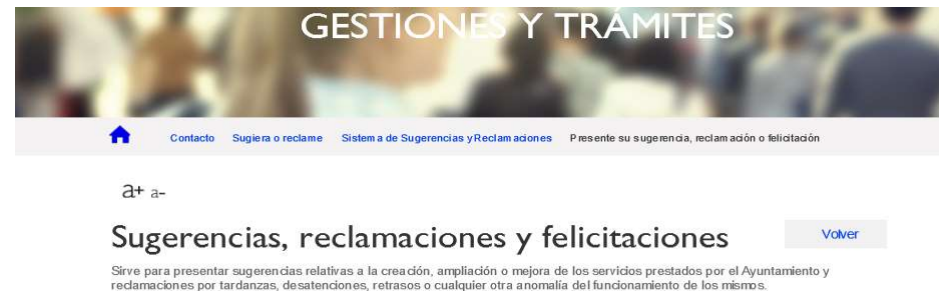 GESTIONES Y TRÁMITES
Contacto Sugiera o reclame Sistema de Sugerencias y Reclamaciones Presente su sugerencia, reclamación o felicitación
a+ a-
Sugerencias, reclamaciones y felicitaciones
Volver
Sirve para presentar sugerencias relativas a la creación, ampliación o mejora de los servicios prestados por el Ayuntamiento y
reclamaciones por tardanzas, desatenciones, retrasos o cualquier otra anomalía del funcionamiento de los mismos.